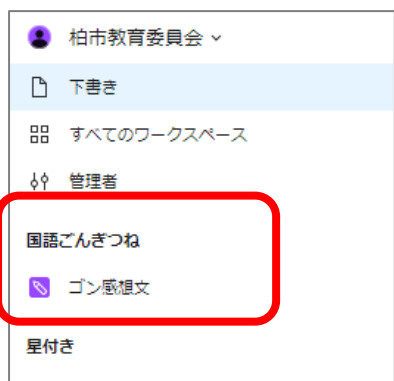 柏市教育委員会
下書き
すべてのワークスペース
管理者
国語ごんぎつね
ゴン感想文
星付き